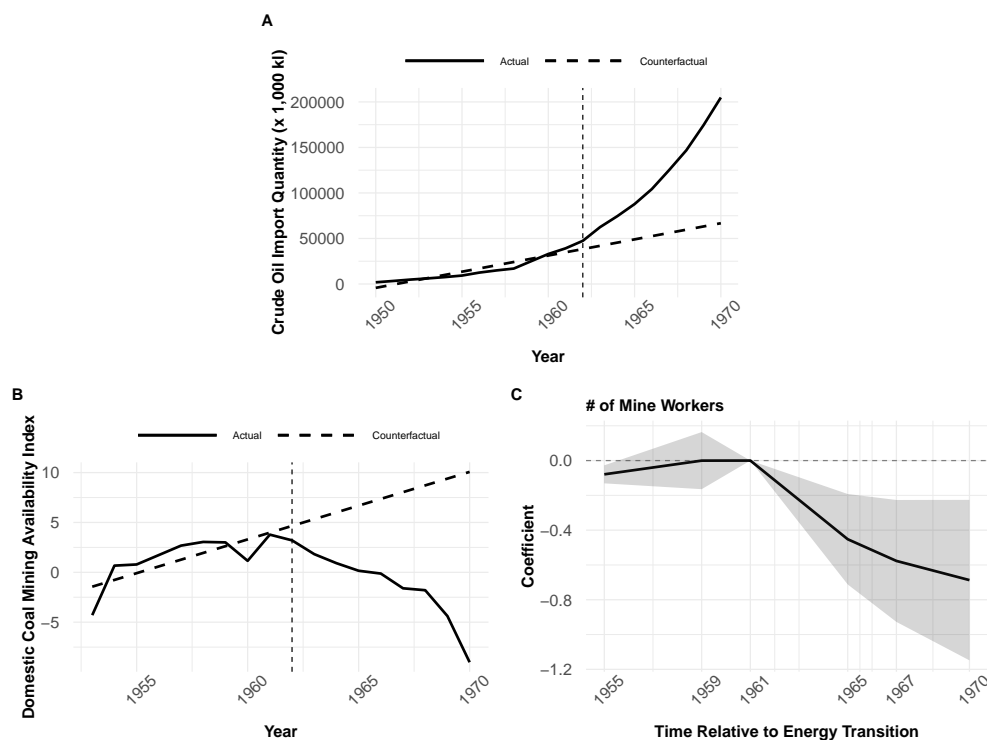 A
Actual
Counterfactual
Crude Oil Import Quantity (x 1,000 kl)
200000
150000
100000
50000
0
1950
1955
1960
1965
1970
Year
B
Actual
Counterfactual
Domestic Coal Mining Availability Index
10
5
0
−5
1955
1960
1965
1970
Year
C
# of Mine Workers
Coefficient
0.0
−0.4
−0.8
−1.2
1955
1959
1961
1965
1967
1970
Time Relative to Energy Transition